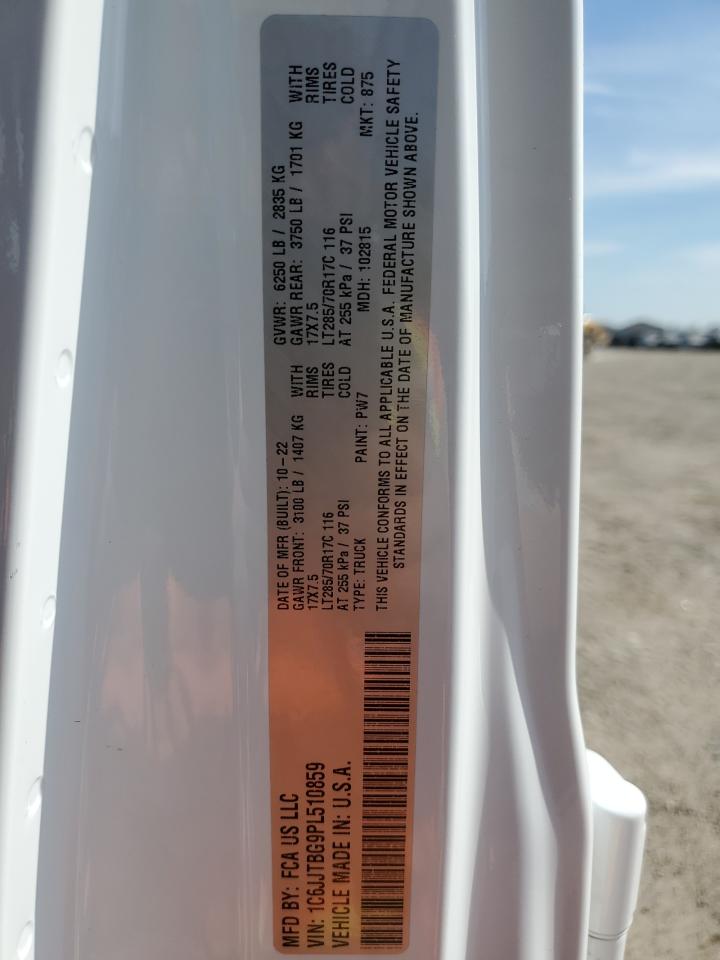 MFD BY: FCA US LLC
VIN: 1C6JJTBG9PL510859
VEHICLE MADE IN: U.S.A.
DATE OF MFR (BUILT): 10-22
GAWR FRONT: 3100 LB / 1407 KG WITH
17X7.5 RIMS
LT285/70R17C 116 TIRES
AT 255 kPa / 37 PSI COLD
TYPE: TRUCK PAINT: PW7
GVWR: 6250 LB / 2835 KG
GAWR REAR: 3750 LB / 1701 KG WITH
17X7.5 RIMS
LT285/70R17C 116 TIRES
AT 255 kPa / 37 PSI COLD
MDH: 102815 MKT: 875
THIS VEHICLE CONFORMS TO ALL APPLICABLE U.S.A. FEDERAL MOTOR VEHICLE SAFETY
STANDARDS IN EFFECT ON THE DATE OF MANUFACTURE SHOWN ABOVE.